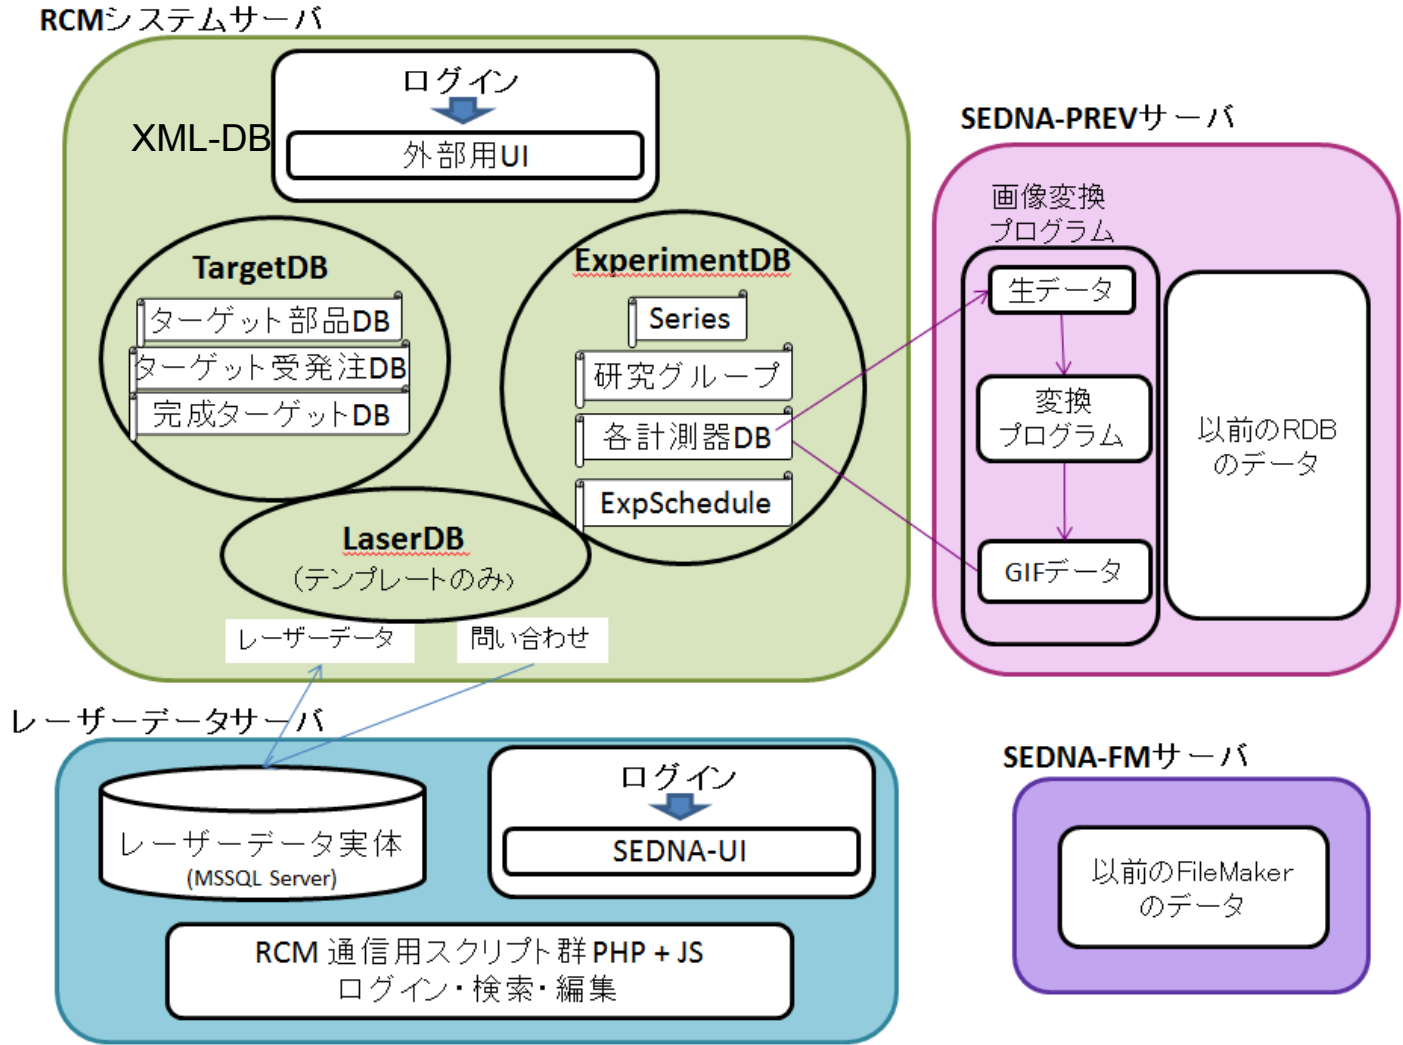 RCMシステムサーバ
ログイン
XML-DB
外部用UI
TargetDB
ターゲット部品DB
ターゲット受発注DB
完成ターゲットDB
ExperimentDB
Series
研究グループ
各計測器DB
ExpSchedule
LaserDB
(テンプレートのみ)
レーザーデータ
問い合わせ
SEDNA-PREVサーバ
画像変換
プログラム
生データ
変換
プログラム
GIFデータ
以前のRDB
のデータ
レーザーデータサーバ
レーザーデータ実体
(MSSQL Server)
ログイン
SEDNA-UI
RCM 通信用スクリプト群 PHP + JS
ログイン・検索・編集
SEDNA-FMサーバ
以前のFileMaker
のデータ